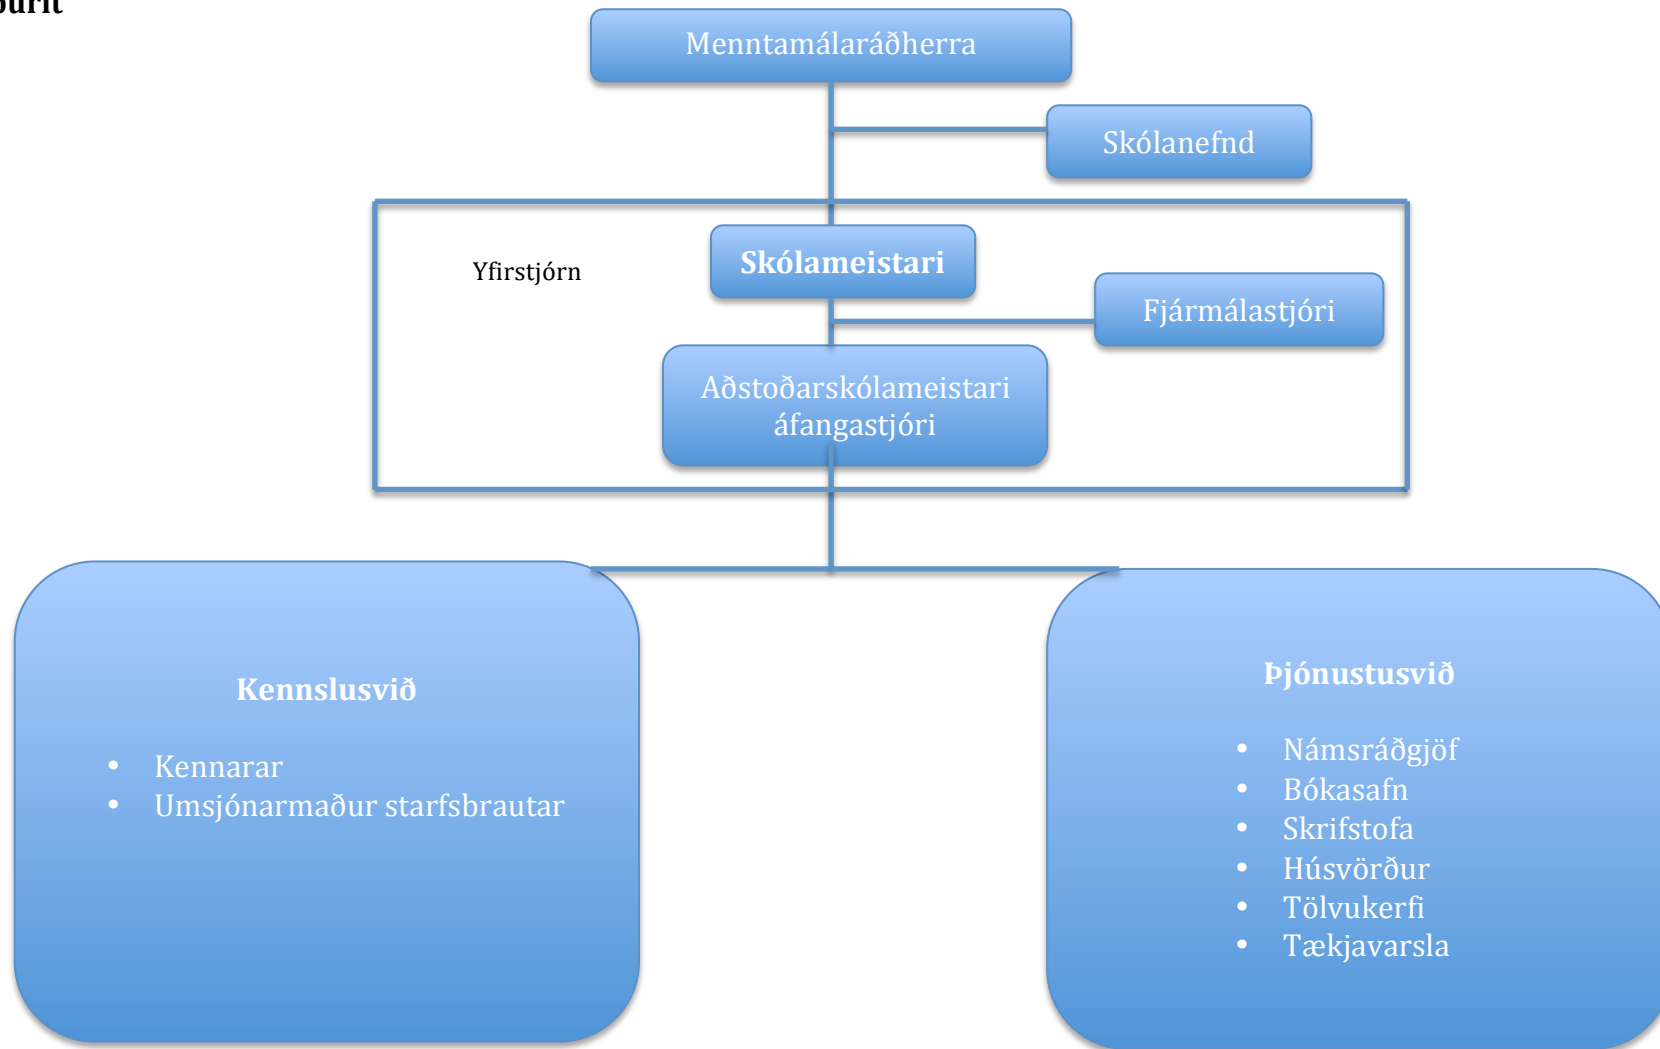 Menntamálaráðherra
Skólanefnd
Skólameistari
Yfirstjórn
Fjármálastjóri
Aðstoðarskólameistari
áfangastjóri
Kennslusvið
• Kennarar
• Umsjónarmaður starfsbrautar
Þjónustusvið
• Námsráðgjöf
• Bókasafn
• Skrifstofa
• Húsvörður
• Tölvukerfi
• Tækjavarsla